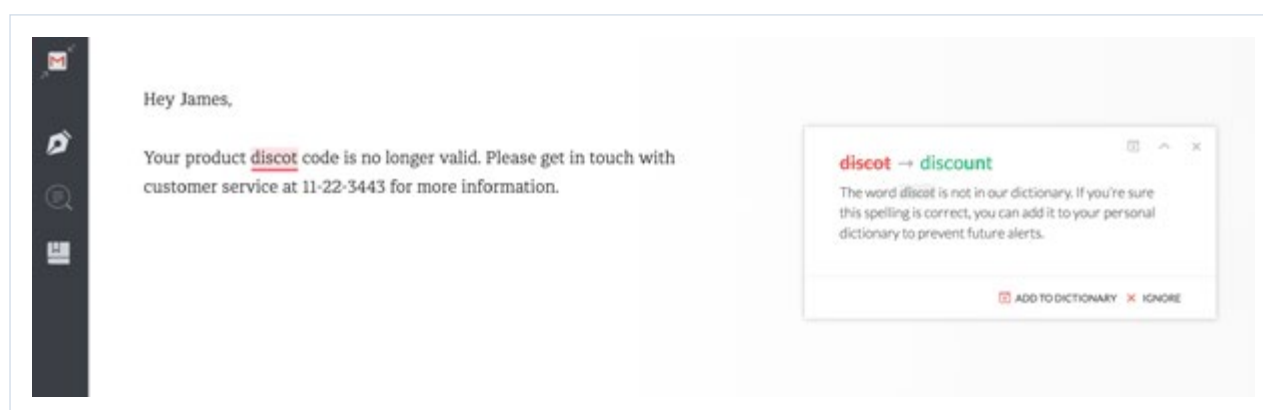 Hey James,
Your product discot code is no longer valid. Please get in touch with
customer service at 11-22-3443 for more information.
discot → discount
The word discot is not in our dictionary. If you're sure
this spelling is correct, you can add it to your personal
dictionary to prevent future alerts.
ADD TO DICTIONARY × IGNORE